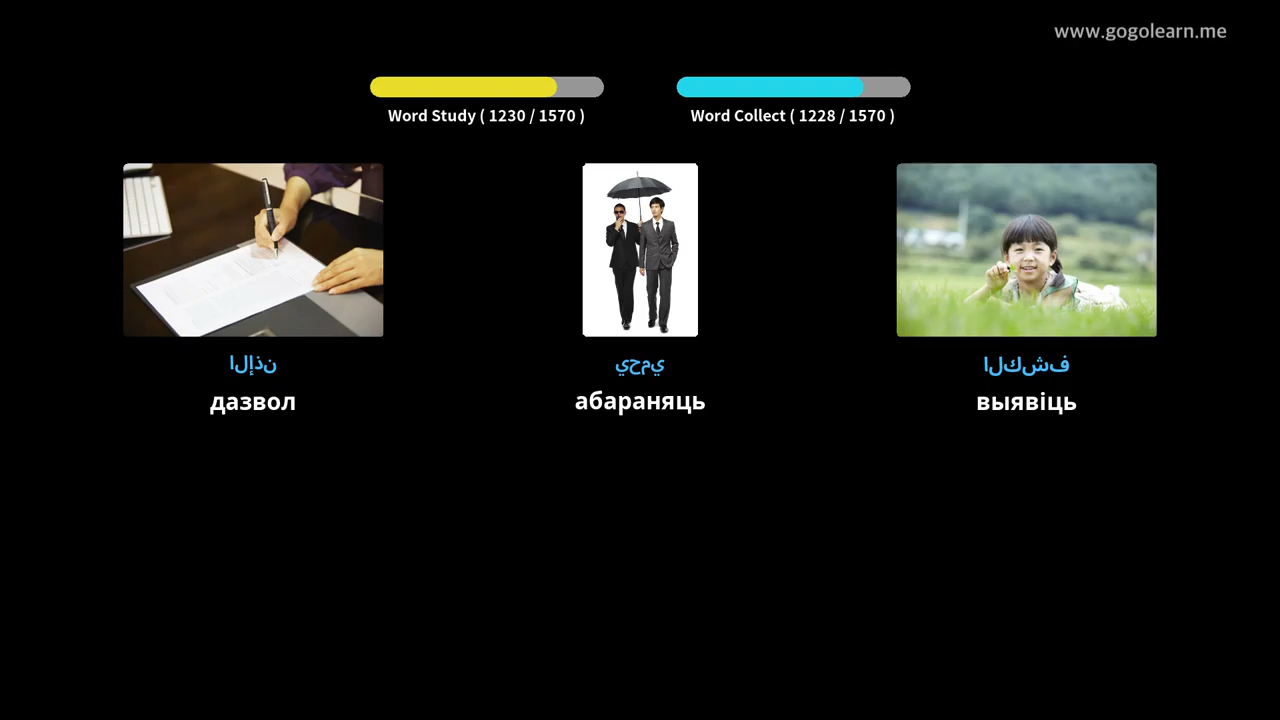 www.gogolearn.me
Word Study ( 1230 / 1570 )
Word Collect ( 1228 / 1570 )
الإذن
дазвол
يحمي
абараняць
الكشف
выявіць